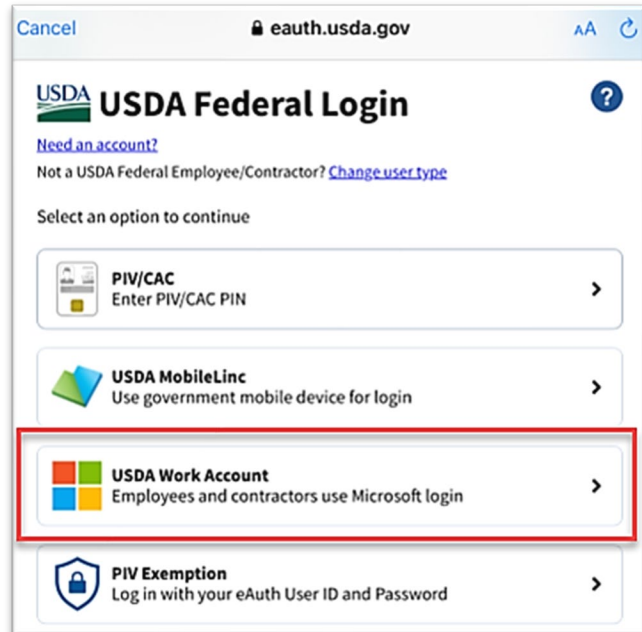 Cancel
eauth.usda.gov
AA
USDA
USDA Federal Login
?
Need an account?
Not a USDA Federal Employee/Contractor? Change user type
Select an option to continue
PIV/CAC
Enter PIV/CAC PIN
USDA MobileLinc
Use government mobile device for login
USDA Work Account
Employees and contractors use Microsoft login
PIV Exemption
Log in with your eAuth User ID and Password